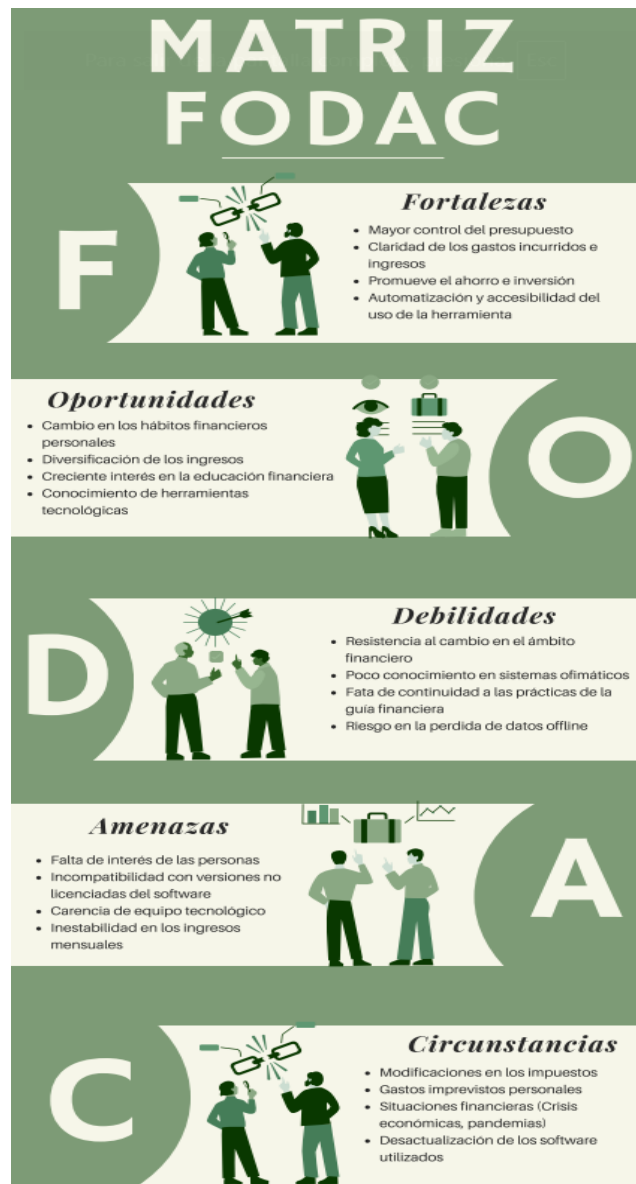 MATRIZ
FODAC
F
Fortalezas
• Mayor control del presupuesto
• Claridad de los gastos incurridos e
ingresos
• Promueve el ahorro e inversión
• Automatización y accesibilidad del
uso de la herramienta
Oportunidades
• Cambio en los hábitos financieros
personales
• Diversificación de los ingresos
• Creciente interés en la educación financiera
• Conocimiento de herramientas
tecnológicas
O
D
Debilidades
• Resistencia al cambio en el ámbito
financiero
• Poco conocimiento en sistemas ofimáticos
• Fata de continuidad a las prácticas de la
guía financiera
• Riesgo en la perdida de datos offline
Amenazas
• Falta de interés de las personas
• Incompatibilidad con versiones no
licenciadas del software
• Carencia de equipo tecnológico
• Inestabilidad en los ingresos
mensuales
A
C
Circunstancias
• Modificaciones en los impuestos
• Gastos imprevistos personales
• Situaciones financieras (Crisis
económicas, pandemias)
• Desactualización de los software
utilizados